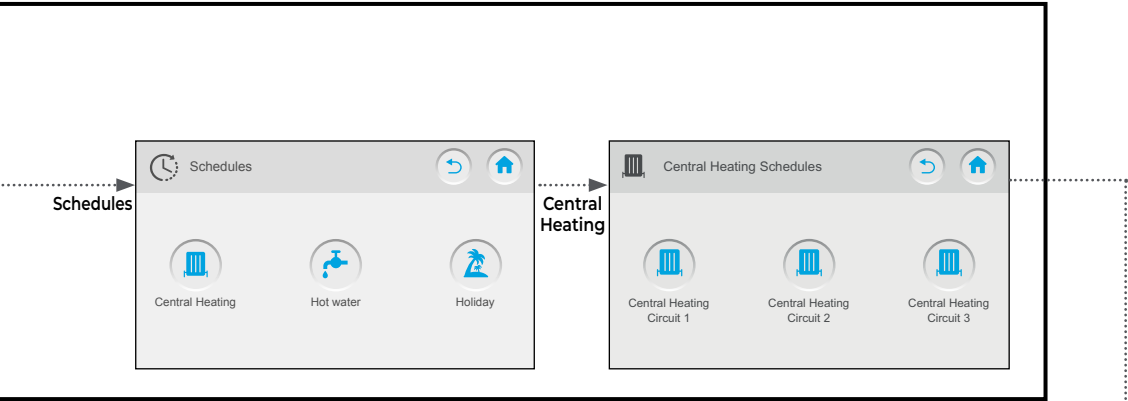 Schedules
Schedules
Central Heating
Hot water
Holiday
Central
Heating
Central Heating Schedules
Central Heating
Circuit 1
Central Heating
Circuit 2
Central Heating
Circuit 3